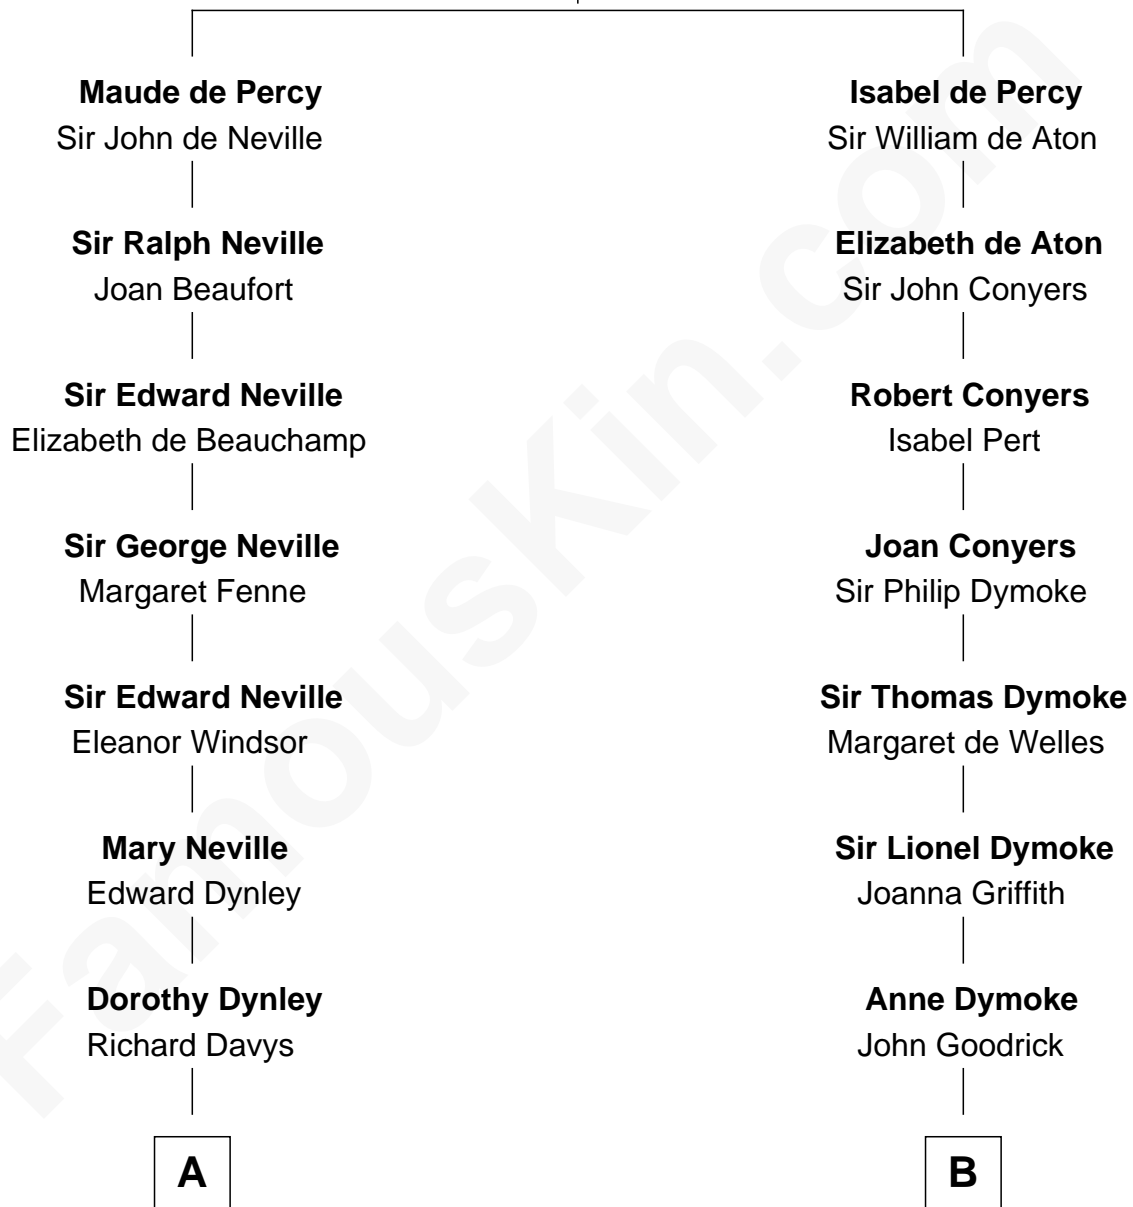 Maude de Percy
Sir John de Neville
Sir Ralph Neville
Joan Beaufort
Sir Edward Neville
Elizabeth de Beauchamp
Sir George Neville
Margaret Fenne
Sir Edward Neville
Eleanor Windsor
Mary Neville
Edward Dynley
Dorothy Dynley
Richard Davys
A
Isabel de Percy
Sir William de Aton
Elizabeth de Aton
Sir John Conyers
Robert Conyers
Isabel Pert
Joan Conyers
Sir Philip Dymoke
Sir Thomas Dymoke
Margaret de Welles
Sir Lionel Dymoke
Joanna Griffith
Anne Dymoke
John Goodrick
B
FamousKin.com